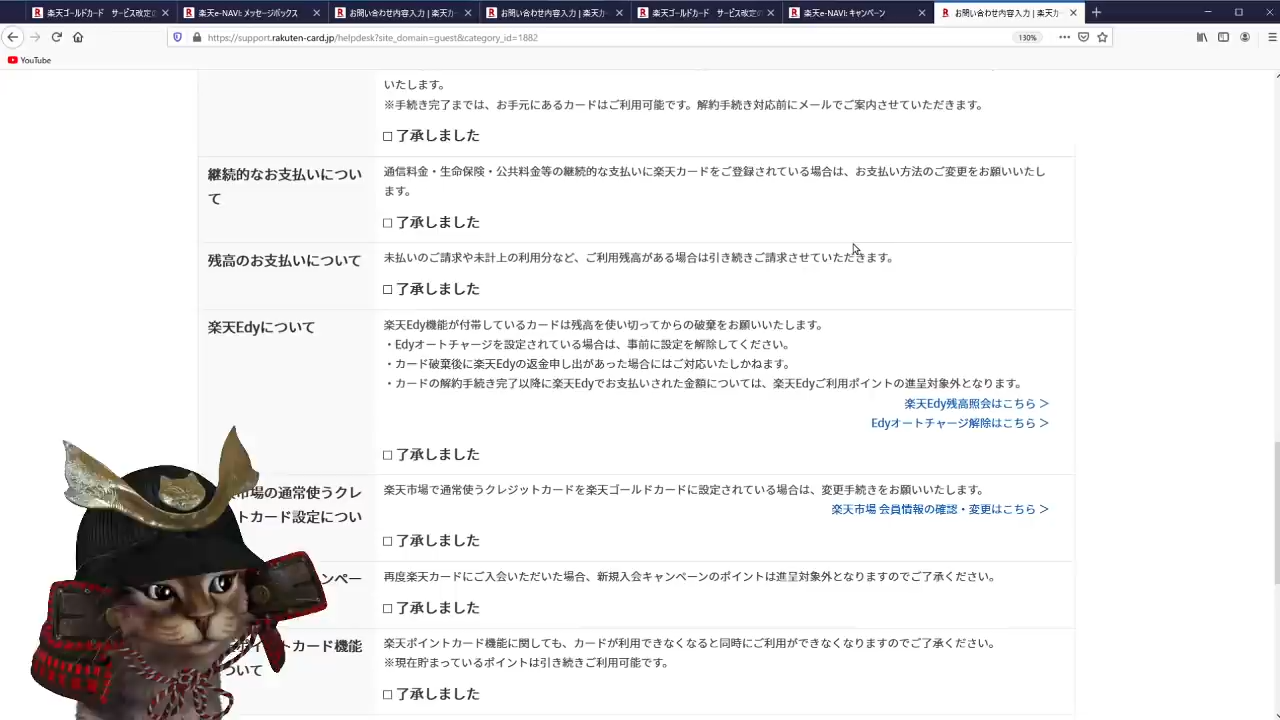 楽天ゴールドカード　サービス改定の
楽天e-NAVI: メッセージボックス
お問い合わせ内容入力 | 楽天カー
お問い合わせ内容入力 | 楽天カー
楽天ゴールドカード　サービス改定の
楽天e-NAVI: キャンペーン
お問い合わせ内容入力 | 楽天カー
https://support.rakuten-card.jp/helpdesk?site_domain=guest&category_id=1882
130%
YouTube
いたします。
※手続き完了までは、お手元にあるカードはご利用可能です。解約手続き対応前にメールでご案内させていただきます。
了承しました
継続的なお支払いについ
て
通信料金・生命保険・公共料金等の継続的な支払いに楽天カードをご登録されている場合は、お支払い方法のご変更をお願いいたし
ます。
了承しました
残高のお支払いについて
未払いのご請求や未計上の利用分など、ご利用残高がある場合は引き続きご請求させていただきます。
了承しました
楽天Edyについて
楽天Edy機能が付帯しているカードは残高を使い切ってからの破棄をお願いいたします。
・Edyオートチャージを設定されている場合は、事前に設定を解除してください。
・カード破棄後に楽天Edyの返金申し出があった場合にはご対応いたしかねます。
・カードの解約手続き完了以降に楽天Edyでお支払いされた金額については、楽天Edyご利用ポイントの進呈対象外となります。
楽天Edy残高照会はこちら ＞
Edyオートチャージ解除はこちら ＞
了承しました
市場の通常使うクレ
トカード設定につい
楽天市場で通常使うクレジットカードを楽天ゴールドカードに設定されている場合は、変更手続きをお願いいたします。
楽天市場 会員情報の確認・変更はこちら ＞
了承しました
ンペー
再度楽天カードにご入会いただいた場合、新規入会キャンペーンのポイントは進呈対象外となりますのでご了承ください。
了承しました
トカード機能
ついて
楽天ポイントカード機能に関しても、カードが利用できなくなると同時にご利用ができなくなりますのでご了承ください。
※現在貯まっているポイントは引き続きご利用可能です。
了承しました